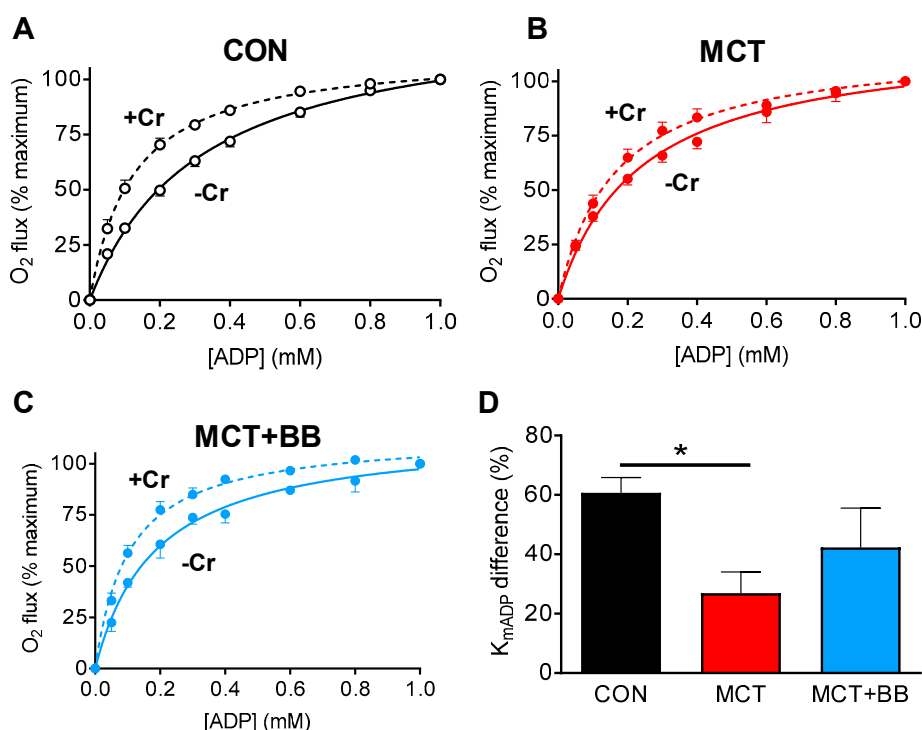 A
CON
O2 flux (% maximum)
100
75
50
25
0
+Cr
-Cr
0.0 0.2 0.4 0.6 0.8 1.0
[ADP] (mM)
B
MCT
O2 flux (% maximum)
100
75
50
25
0
+Cr
-Cr
0.0 0.2 0.4 0.6 0.8 1.0
[ADP] (mM)
C
MCT+BB
O2 flux (% maximum)
100
75
50
25
0
+Cr
-Cr
0.0 0.2 0.4 0.6 0.8 1.0
[ADP] (mM)
D
KmADP difference (%)
80
60
40
20
0
*
CON MCT MCT+BB